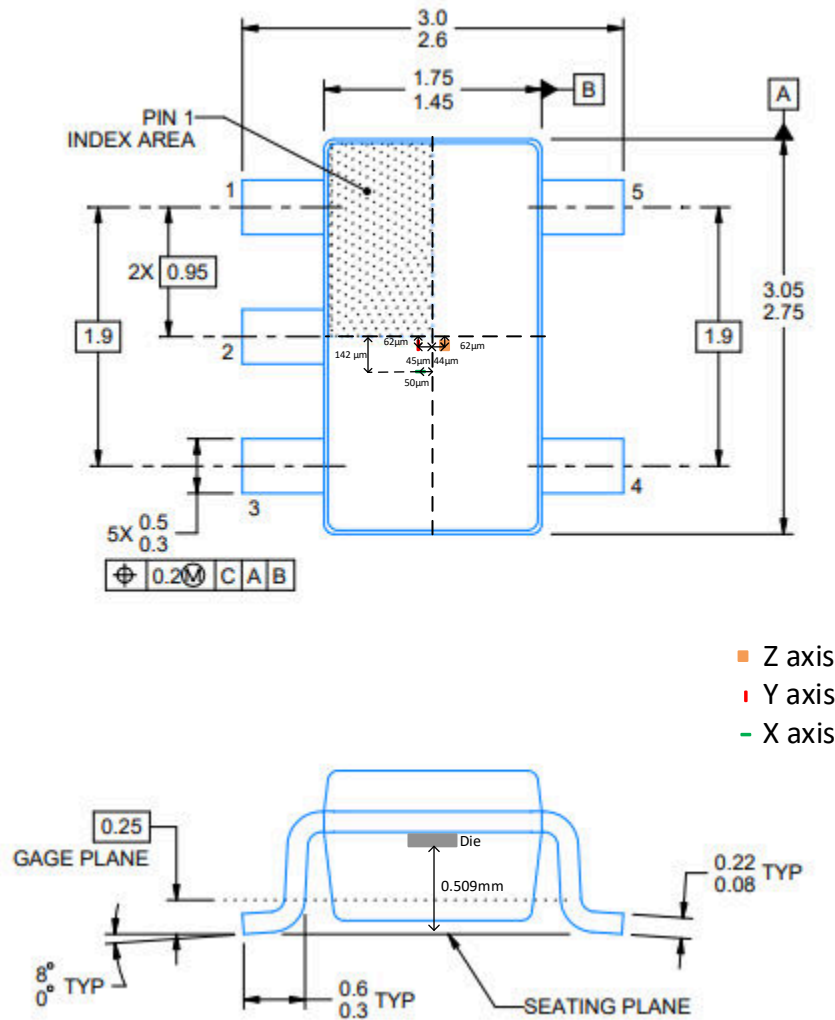 3.0
2.6
1.75
1.45
B
A
PIN 1
INDEX AREA
1
5
2X 0.95
1.9
3.05
2.75
1.9
2
62µm
62µm
142 µm
45µm
44µm
50µm
3
4
5X 0.5
0.3
⌖ 0.2Ⓜ C A B
Z axis
Y axis
X axis
0.25
GAGE PLANE
Die
0.509mm
0.22
0.08 TYP
8°
0° TYP
0.6
0.3 TYP
SEATING PLANE